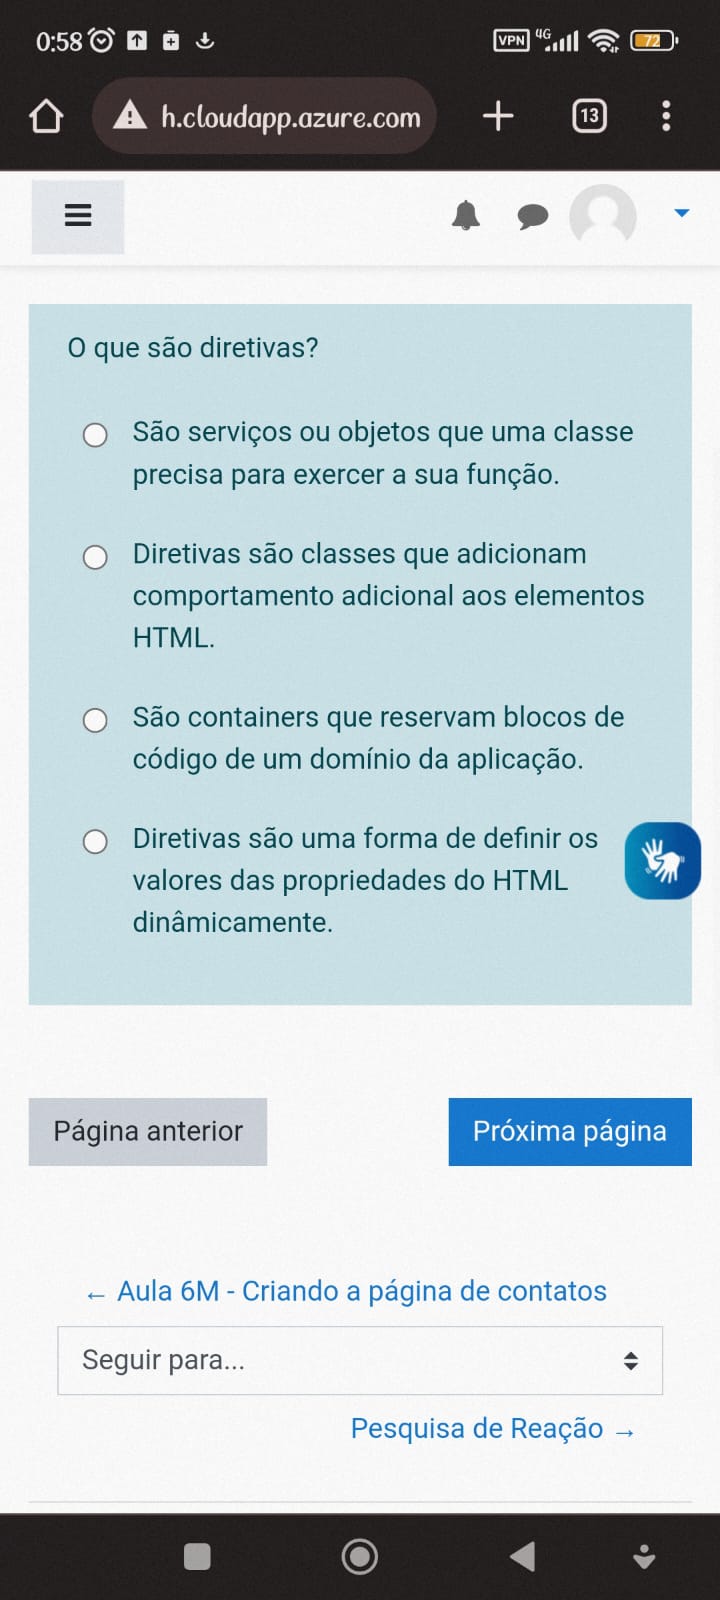 0:58
VPN 4G 72
h.cloudapp.azure.com
13
O que são diretivas?
São serviços ou objetos que uma classe
precisa para exercer a sua função.
Diretivas são classes que adicionam
comportamento adicional aos elementos
HTML.
São containers que reservam blocos de
código de um domínio da aplicação.
Diretivas são uma forma de definir os
valores das propriedades do HTML
dinâmicamente.
Página anterior
Próxima página
← Aula 6M - Criando a página de contatos
Seguir para...
Pesquisa de Reação →